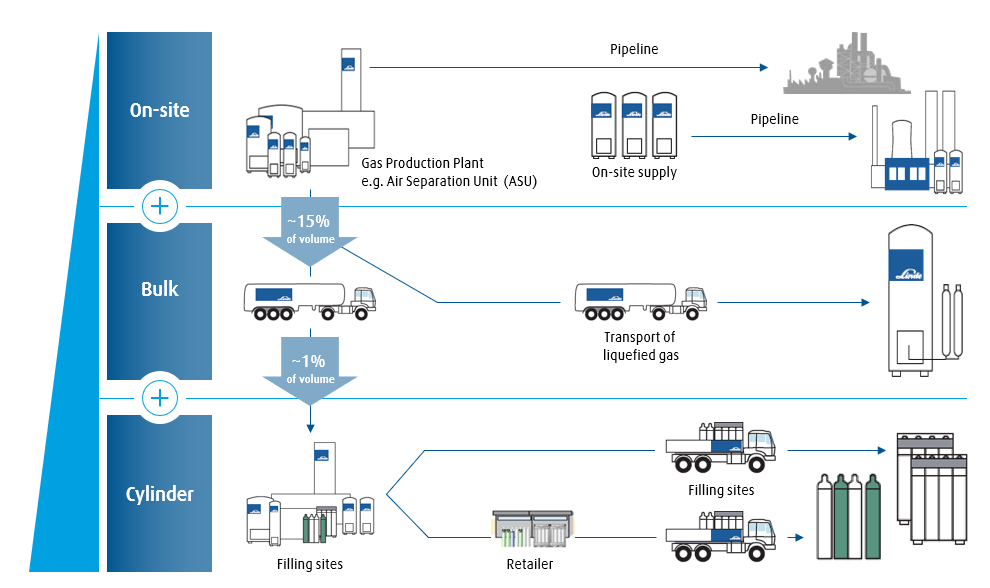 On-site
Pipeline
Pipeline
Gas Production Plant
e.g. Air Separation Unit (ASU)
On-site supply
~15%
of volume
Bulk
Linde
Transport of
liquefied gas
~1%
of volume
Cylinder
Filling sites
Filling sites
Retailer